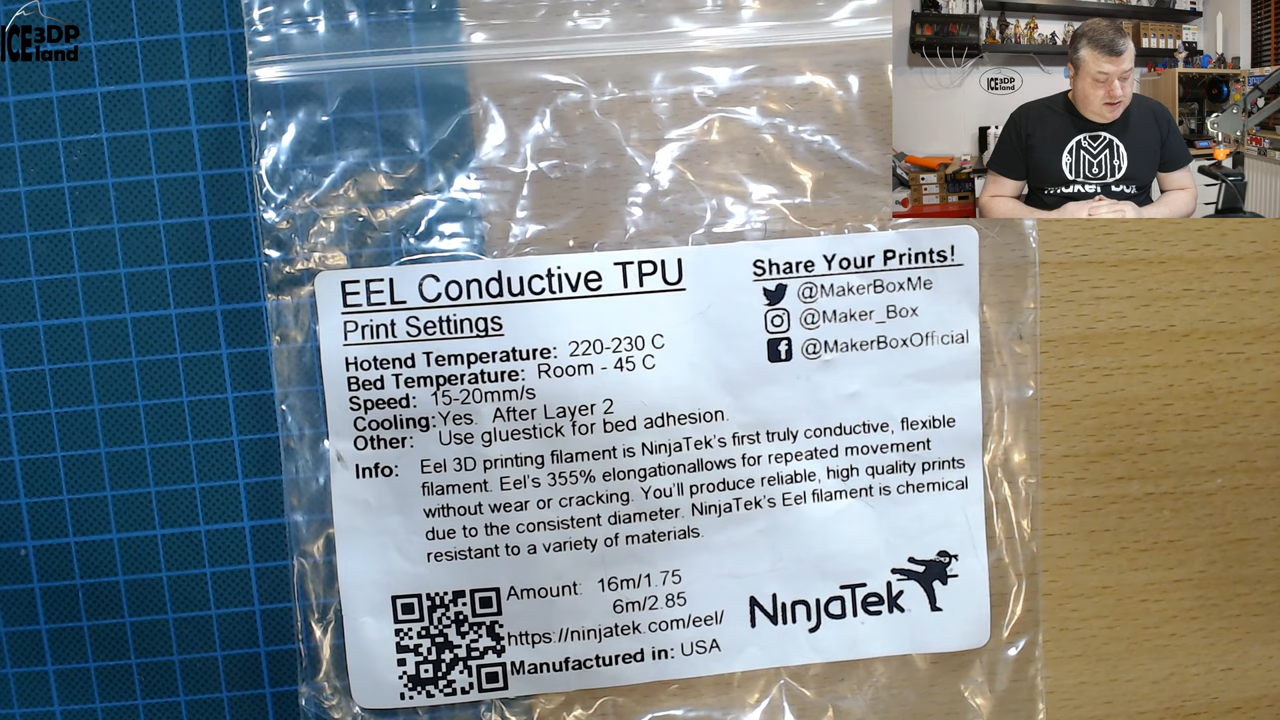 ICE 3DP land
ICE 3DP land
Maker Box
EEL Conductive TPU
Print Settings
Hotend Temperature: 220-230 C
Bed Temperature: Room - 45 C
Speed: 15-20mm/s
Cooling: Yes. After Layer 2
Other: Use gluestick for bed adhesion.
Share Your Prints!
@MakerBoxMe
@Maker_Box
@MakerBoxOfficial
Info: Eel 3D printing filament is NinjaTek's first truly conductive, flexible
filament. Eel's 355% elongationallows for repeated movement
without wear or cracking. You'll produce reliable, high quality prints
due to the consistent diameter. NinjaTek's Eel filament is chemical
resistant to a variety of materials.
Amount: 16m/1.75
6m/2.85
https://ninjatek.com/eel/
Manufactured in: USA
NinjaTek